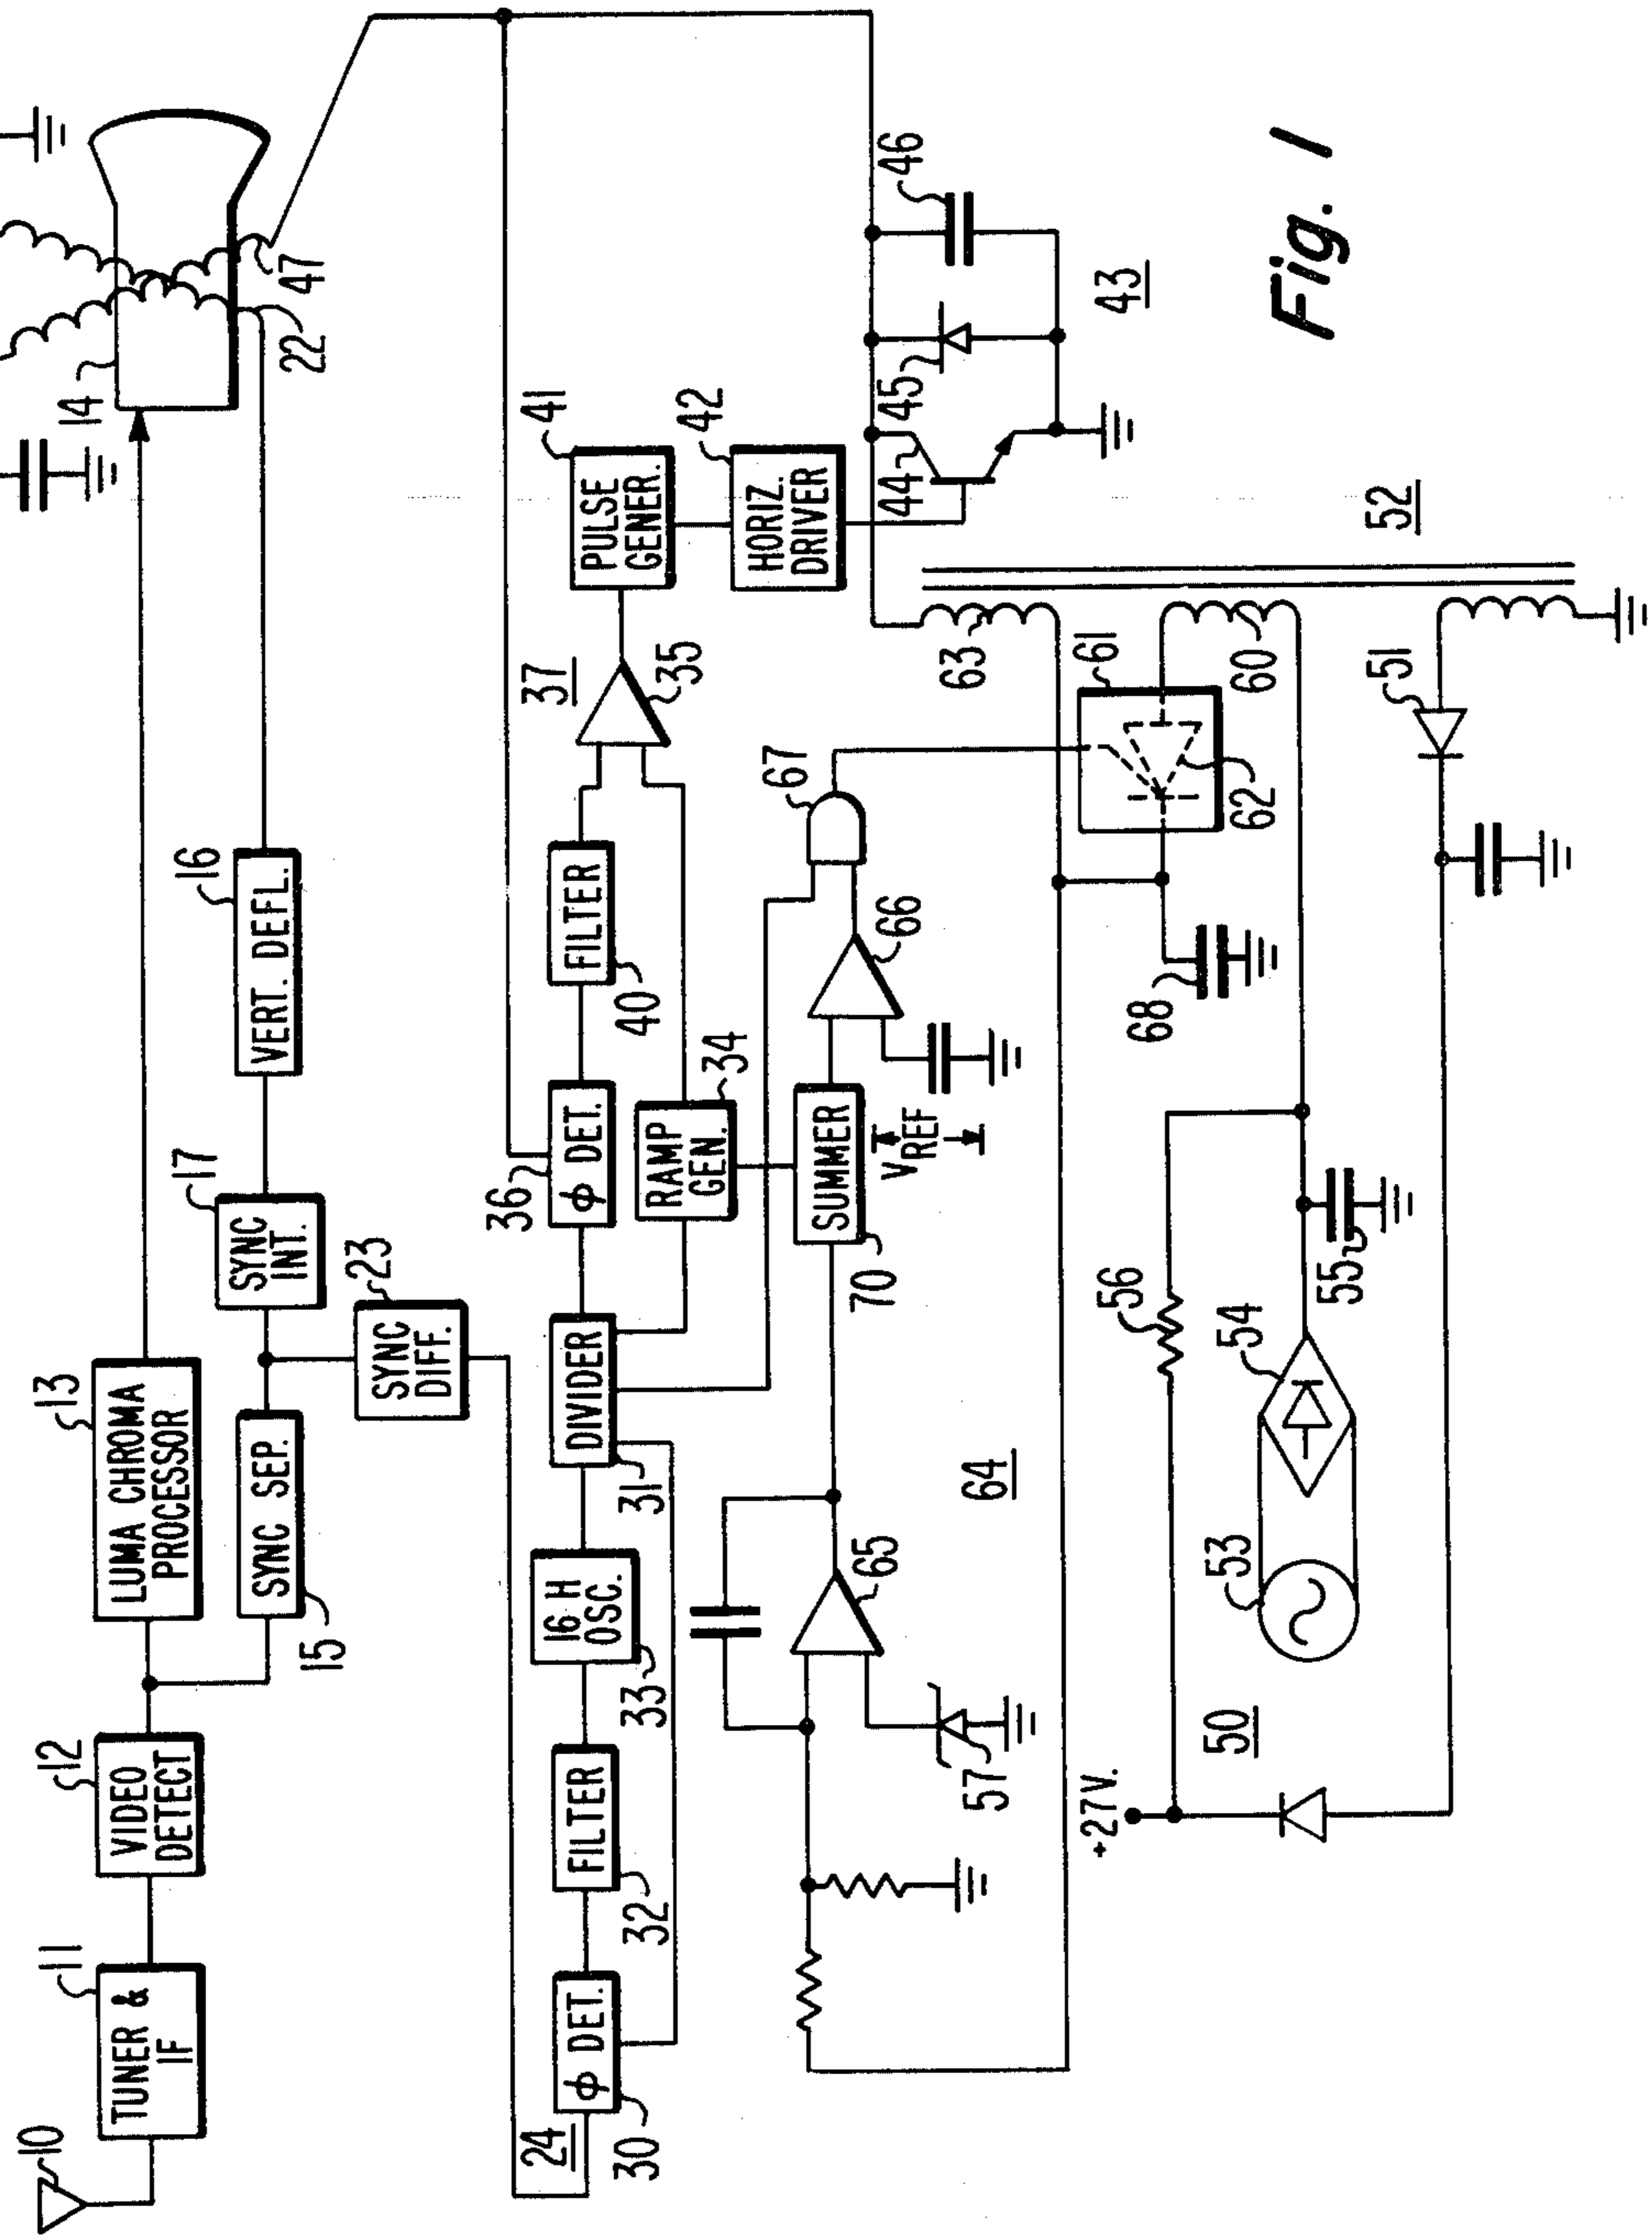 10
11
TUNER &
IF
12
VIDEO
DETECT
13
LUMA CHROMA
PROCESSOR
14
15
SYNC SEP.
17
SYNC
INT.
16
VERT. DEFL.
22
47
23
SYNC
DIFF.
24
30
ϕ DET.
32
FILTER
33
16 H
OSC.
31
DIVIDER
36
ϕ DET.
40
FILTER
37
35
41
PULSE
GENER.
42
HORIZ.
DRIVER
34
RAMP
GEN.
44
45
46
43
57
65
64
70
SUMMER
VREF
66
67
63
61
62
60
68
52
+27V.
50
56
53
54
55
51
Fig. 1